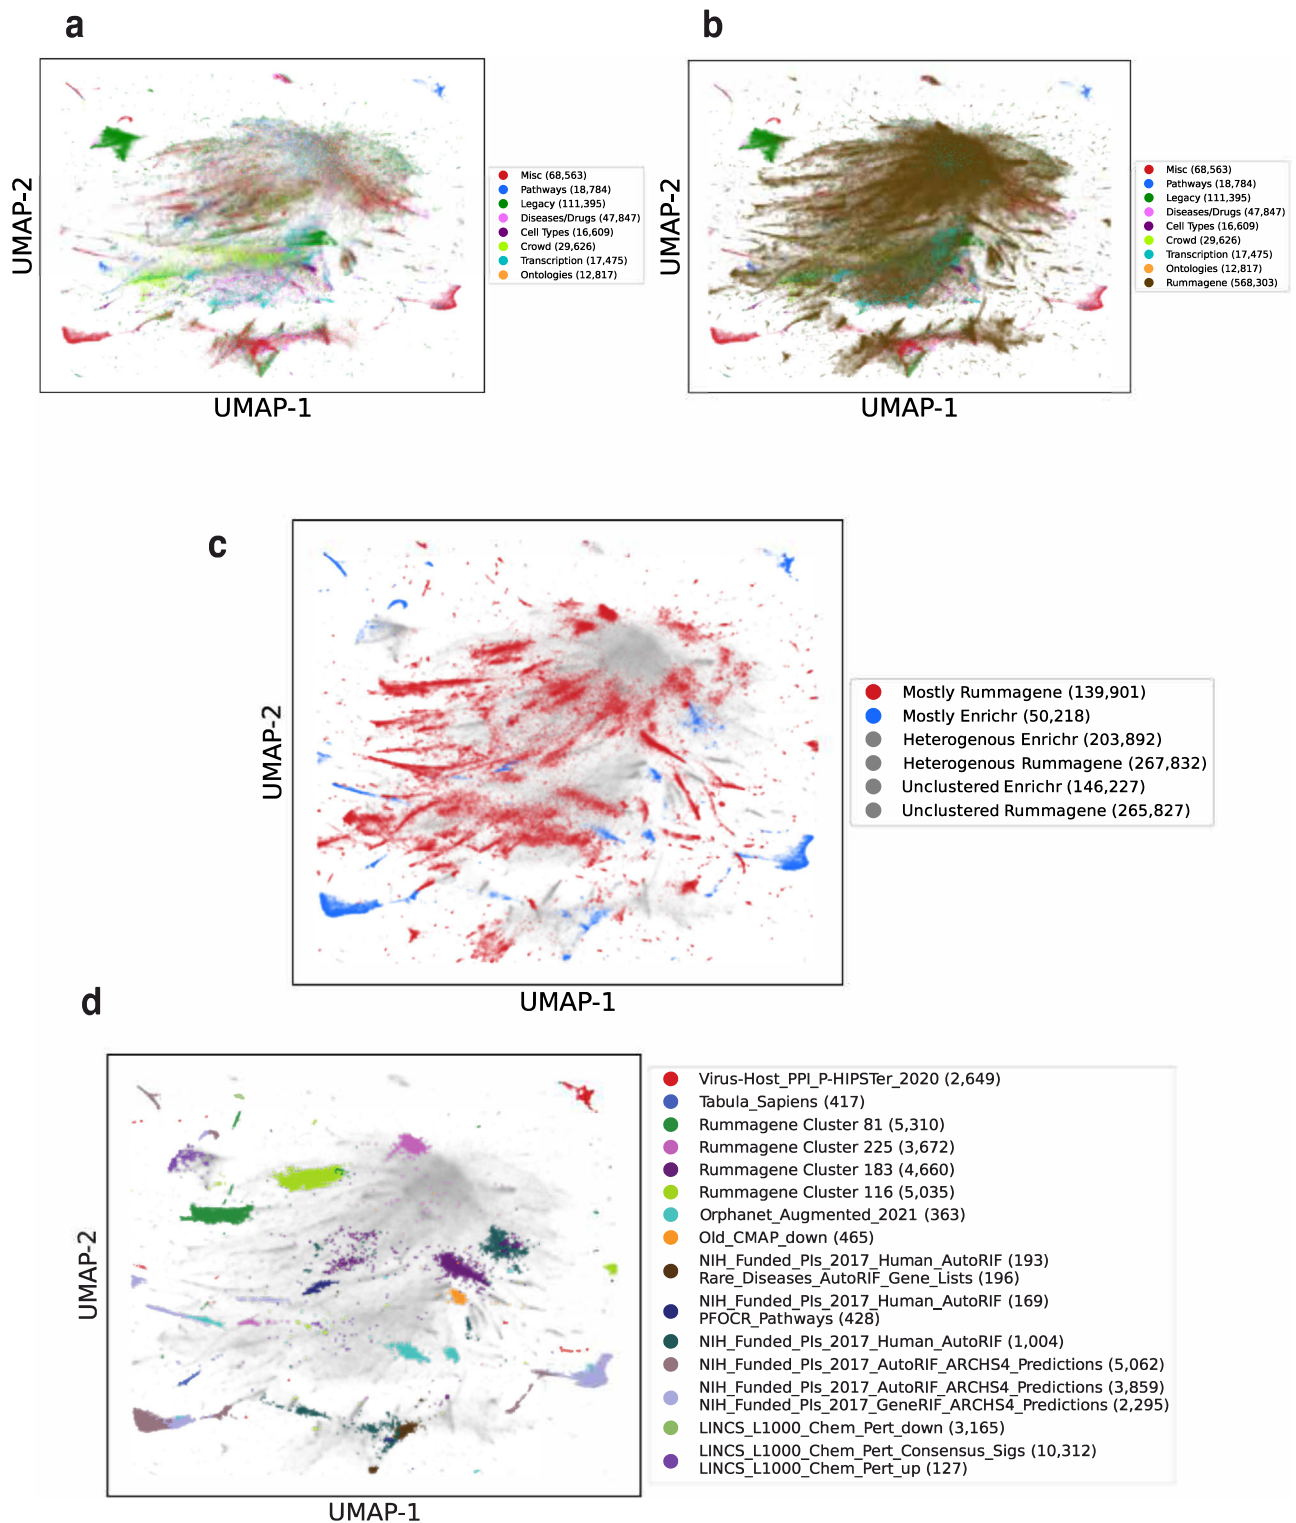 a
b
UMAP-2
UMAP-1
Misc (68,563)
Pathways (18,784)
Legacy (111,395)
Diseases/Drugs (47,847)
Cell Types (16,609)
Crowd (29,626)
Transcription (17,475)
Ontologies (12,817)
UMAP-2
UMAP-1
Misc (68,563)
Pathways (18,784)
Legacy (111,395)
Diseases/Drugs (47,847)
Cell Types (16,609)
Crowd (29,626)
Transcription (17,475)
Ontologies (12,817)
Rummagene (568,303)
c
UMAP-2
UMAP-1
Mostly Rummagene (139,901)
Mostly Enrichr (50,218)
Heterogenous Enrichr (203,892)
Heterogenous Rummagene (267,832)
Unclustered Enrichr (146,227)
Unclustered Rummagene (265,827)
d
UMAP-2
UMAP-1
Virus-Host_PPI_P-HIPSTer_2020 (2,649)
Tabula_Sapiens (417)
Rummagene Cluster 81 (5,310)
Rummagene Cluster 225 (3,672)
Rummagene Cluster 183 (4,660)
Rummagene Cluster 116 (5,035)
Orphanet_Augmented_2021 (363)
Old_CMAP_down (465)
NIH_Funded_PIs_2017_Human_AutoRIF (193)
Rare_Diseases_AutoRIF_Gene_Lists (196)
NIH_Funded_PIs_2017_Human_AutoRIF (169)
PFOCR_Pathways (428)
NIH_Funded_PIs_2017_Human_AutoRIF (1,004)
NIH_Funded_PIs_2017_AutoRIF_ARCHS4_Predictions (5,062)
NIH_Funded_PIs_2017_AutoRIF_ARCHS4_Predictions (3,859)
NIH_Funded_PIs_2017_GeneRIF_ARCHS4_Predictions (2,295)
LINCS_L1000_Chem_Pert_down (3,165)
LINCS_L1000_Chem_Pert_Consensus_Sigs (10,312)
LINCS_L1000_Chem_Pert_up (127)